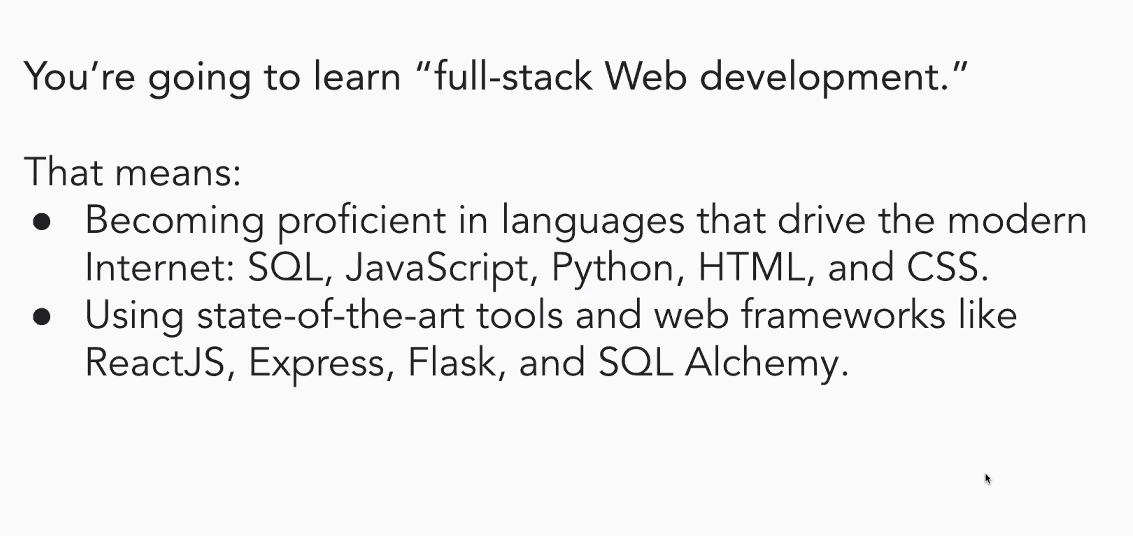 You’re going to learn “full-stack Web development.”
That means:
● Becoming proficient in languages that drive the modern
Internet: SQL, JavaScript, Python, HTML, and CSS.
● Using state-of-the-art tools and web frameworks like
ReactJS, Express, Flask, and SQL Alchemy.